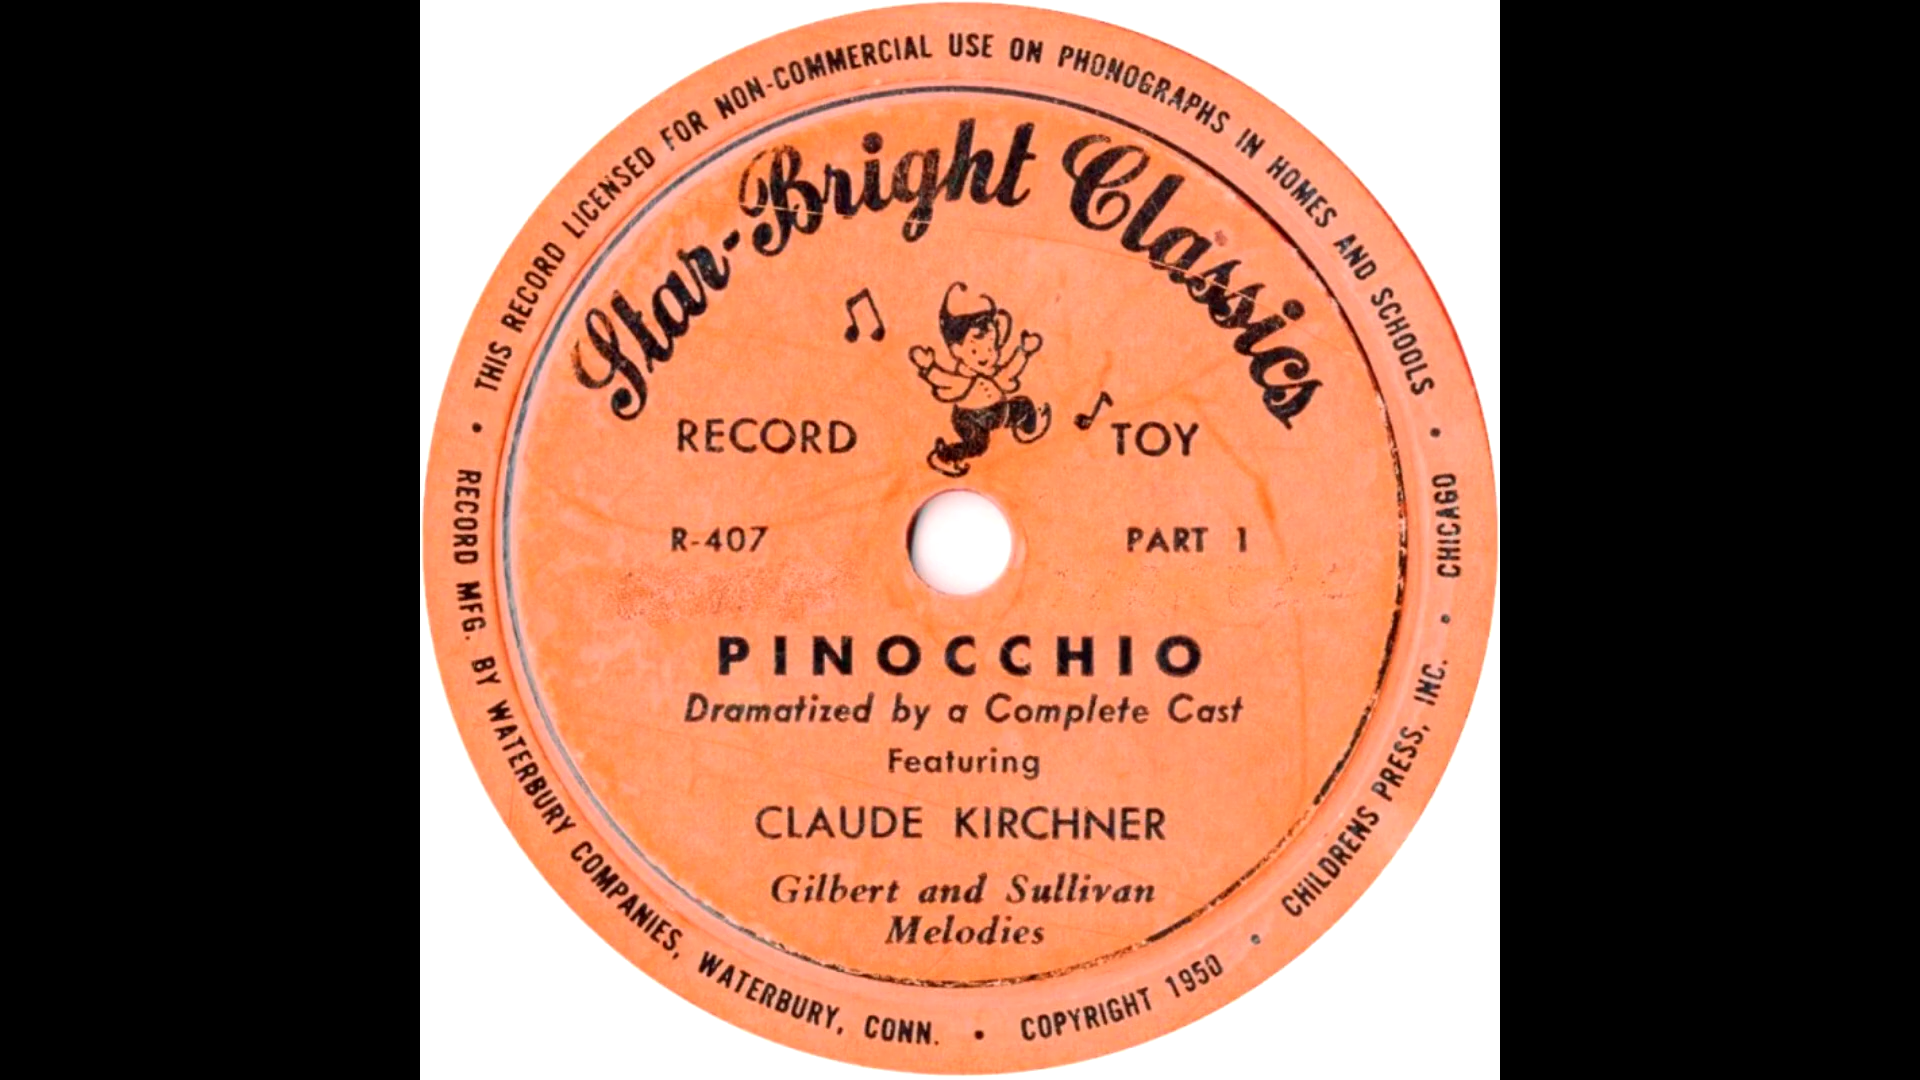 Star-Bright Classics
RECORD TOY
R-407 PART 1
PINOCCHIO
Dramatized by a Complete Cast
Featuring
CLAUDE KIRCHNER
Gilbert and Sullivan
Melodies
• THIS RECORD LICENSED FOR NON-COMMERCIAL USE ON PHONOGRAPHS IN HOMES AND SCHOOLS • CHICAGO • CHILDRENS PRESS, INC. • COPYRIGHT 1950 • RECORD MFG. BY WATERBURY COMPANIES, WATERBURY, CONN.